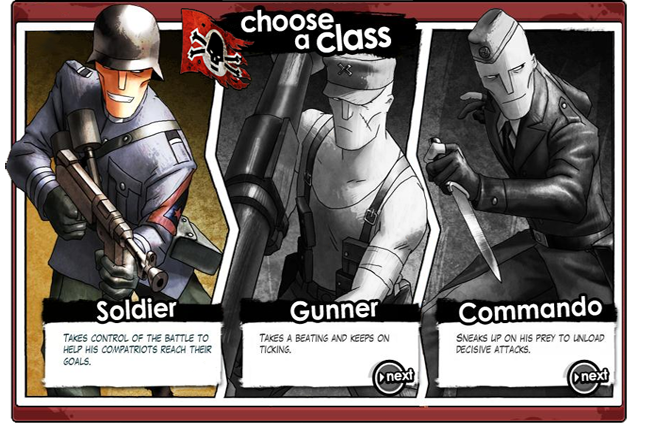 choose
a class
Soldier
Takes control of the battle to
help his compatriots reach their
goals.
Gunner
Takes a beating and keeps on
ticking.
next
Commando
Sneaks up on his prey to unload
decisive attacks.
next